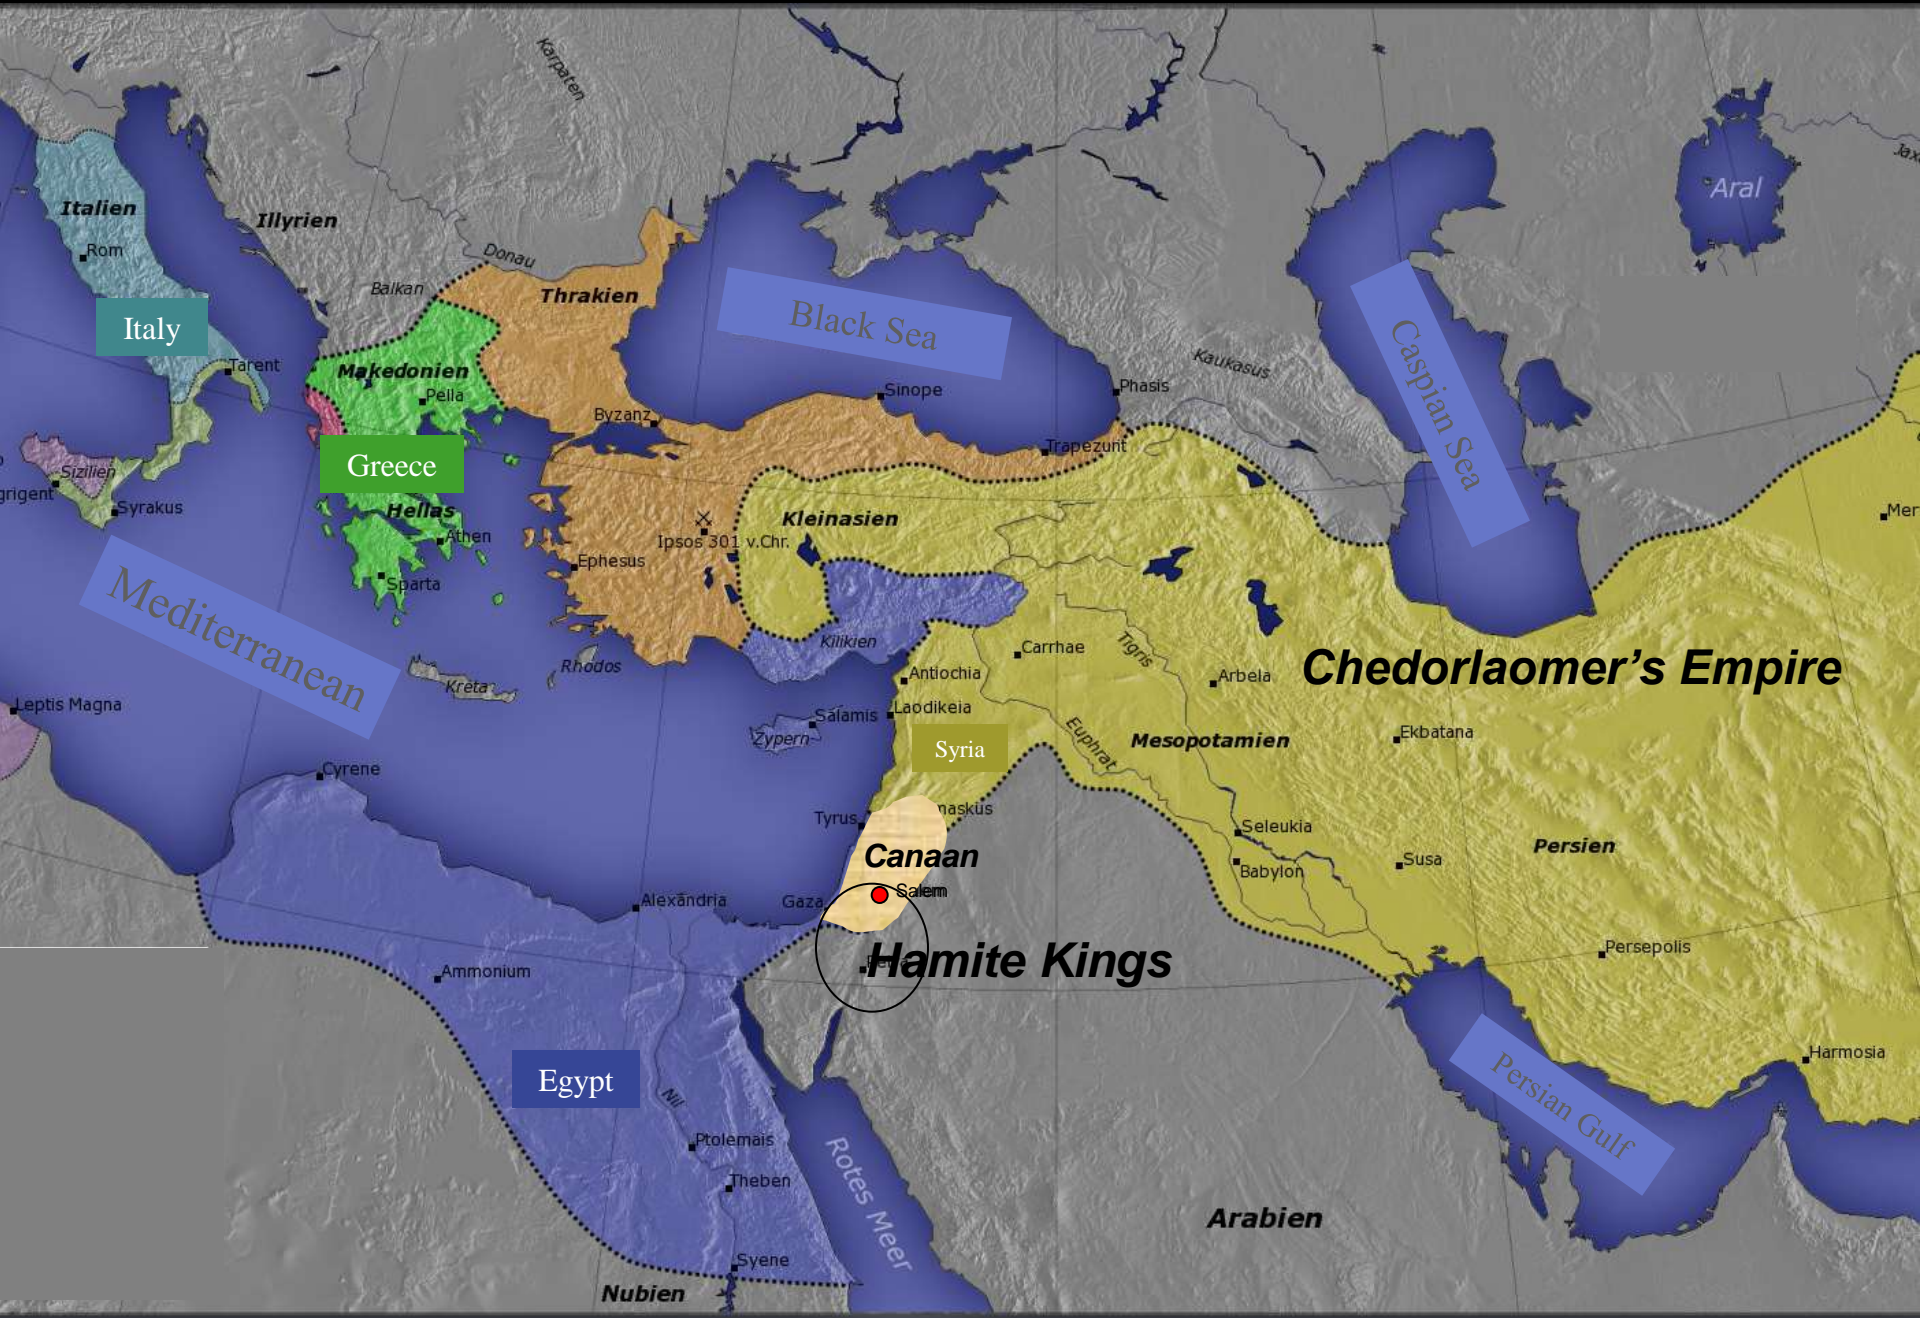 Karpaten
Jax
Aral
Italien
Illyrien
Rom
Donau
Balkan
Thrakien
Black Sea
Caspian Sea
Italy
Tarent
Makedonien
Pella
Kaukasus
Sinope
Phasis
Byzanz
Trapezunt
Greece
Sizilien
grigent
Syrakus
Hellas
Athen
Kleinasien
Mer
Ipsos 301 v.Chr.
Ephesus
Sparta
Mediterranean
Kilikien
Carrhae
Tigris
Rhodos
Kreta
Antiochia
Arbela
Chedorlaomer's Empire
Leptis Magna
Salamis
Laodikeia
Zypern
Syria
Euphrat
Mesopotamien
Ekbatana
Cyrene
Tyrus
naskus
Seleukia
Persien
Canaan
Susa
Babylon
Salem
Alexandria
Gaza
Hamite Kings
Persepolis
Ammonium
Egypt
Nil
Persian Gulf
Harmosia
Ptolemais
Theben
Rotes Meer
Arabien
Syene
Nubien